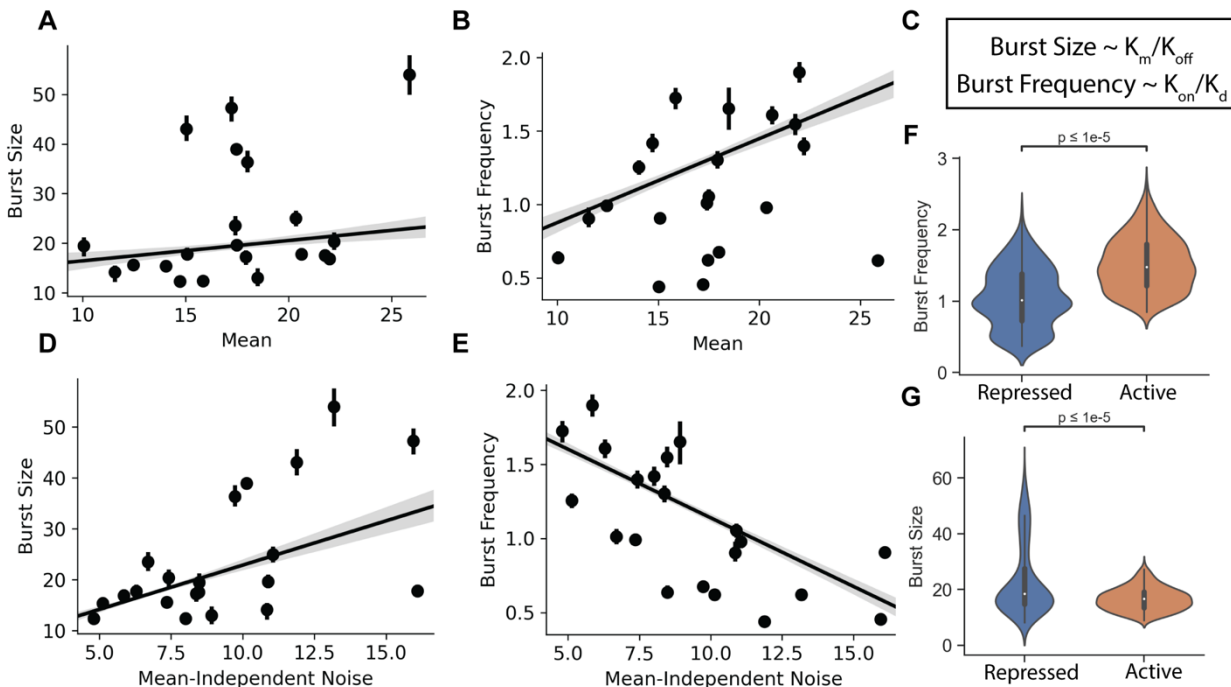 A
50
40
30
20
10
Burst Size
10
15
20
25
Mean
B
2.0
1.5
1.0
0.5
Burst Frequency
10
15
20
25
Mean
C
Burst Size ~ Km/Koff
Burst Frequency ~ Kon/Kd
D
50
40
30
20
10
Burst Size
5.0
7.5
10.0
12.5
15.0
Mean-Independent Noise
E
2.0
1.5
1.0
0.5
Burst Frequency
5.0
7.5
10.0
12.5
15.0
Mean-Independent Noise
F
p ≤ 1e-5
3
2
1
0
Burst Frequency
Repressed
Active
G
p ≤ 1e-5
60
40
20
0
Burst Size
Repressed
Active